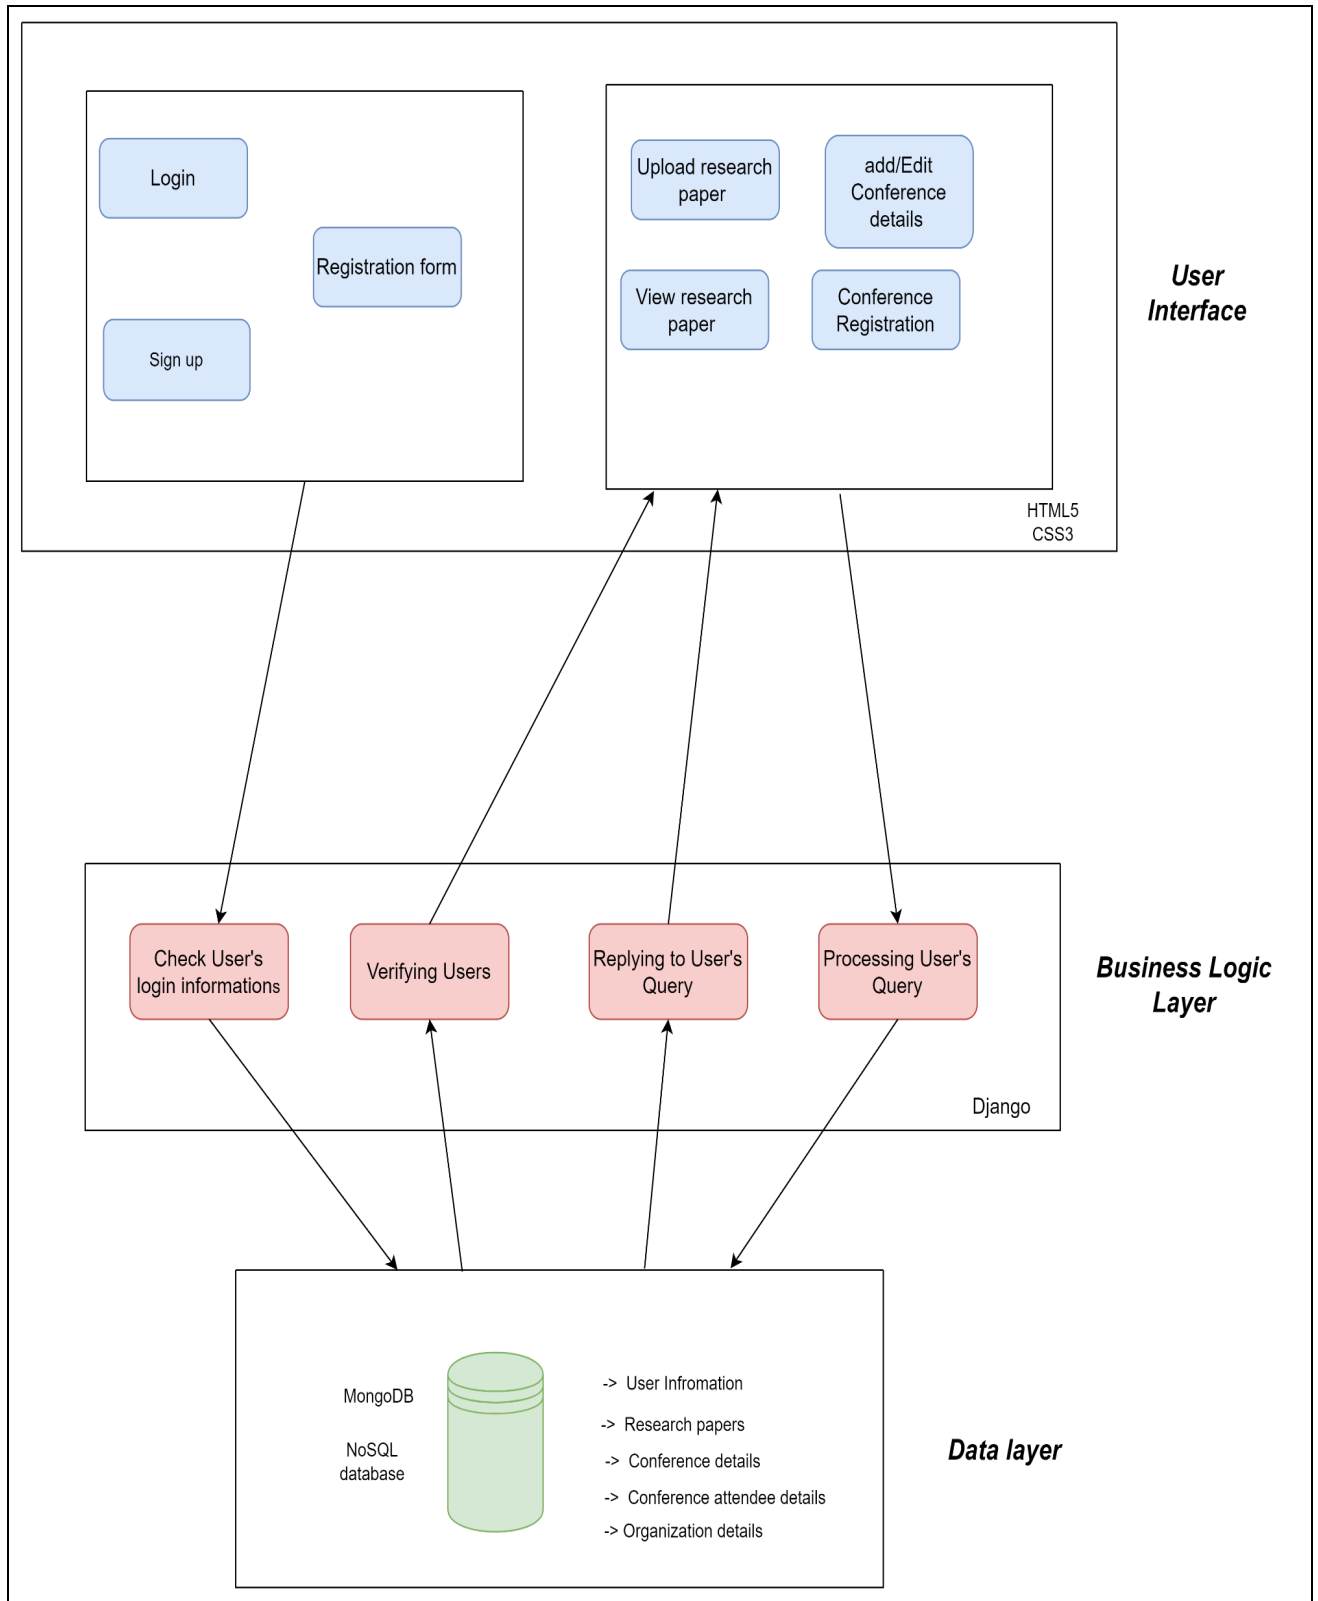 Login
Registration form
Sign up
Upload research
paper
add/Edit
Conference
details
View research
paper
Conference
Registration
HTML5
CSS3
User
Interface
Check User's
login informations
Verifying Users
Replying to User's
Query
Processing User's
Query
Django
Business Logic
Layer
MongoDB
NoSQL
database
-> User Infromation
-> Research papers
-> Conference details
-> Conference attendee details
-> Organization details
Data layer